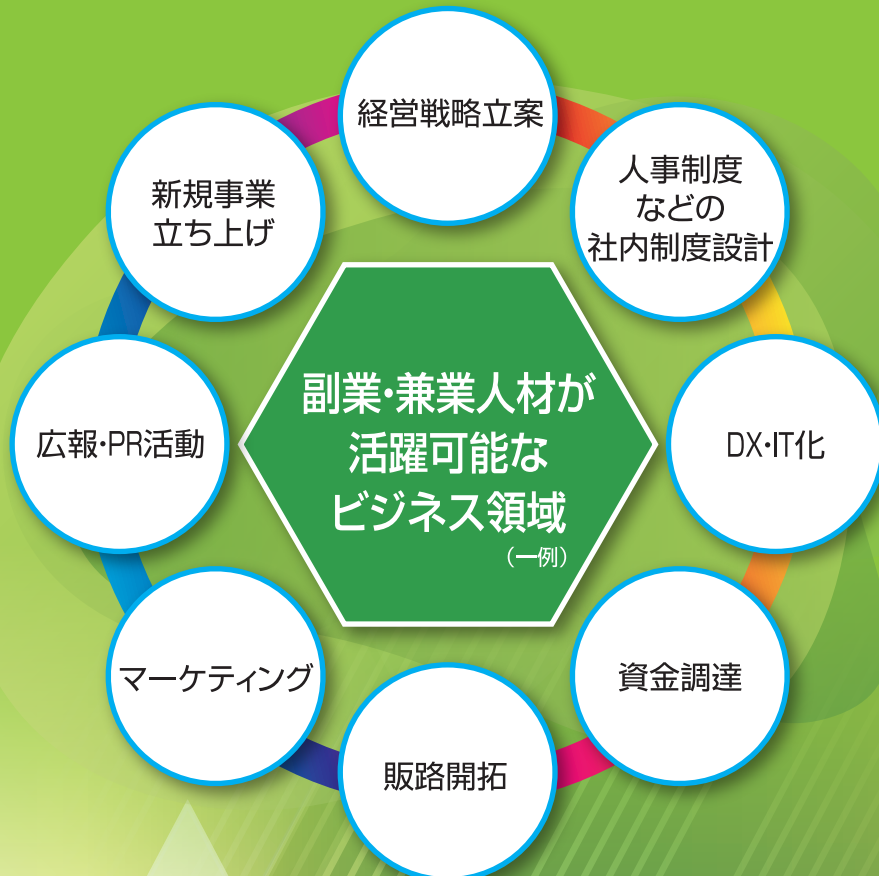 経営戦略立案
人事制度
などの
社内制度設計
DX・IT化
資金調達
販路開拓
マーケティング
広報・PR活動
新規事業
立ち上げ
副業・兼業人材が
活躍可能な
ビジネス領域
（一例）